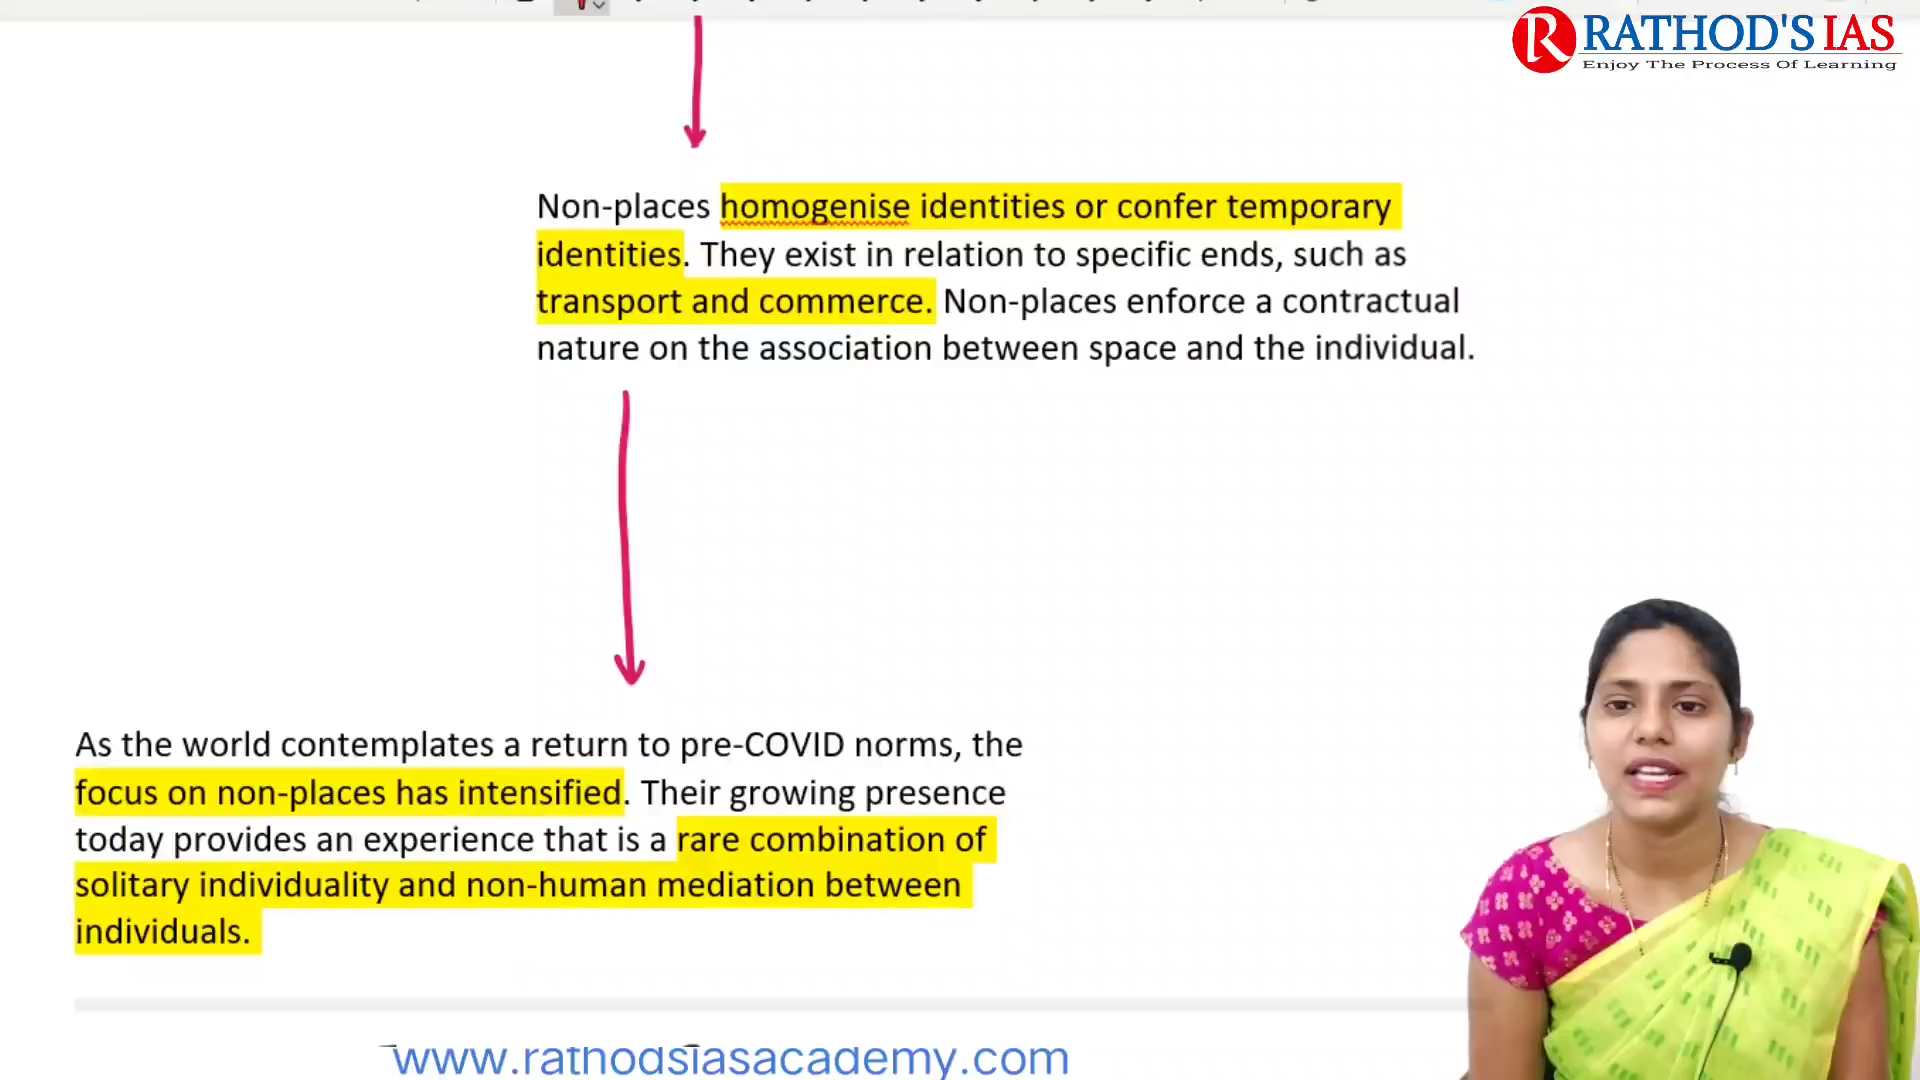 RATHOD'S IAS
Enjoy The Process Of Learning
Non-places homogenise identities or confer temporary
identities. They exist in relation to specific ends, such as
transport and commerce. Non-places enforce a contractual
nature on the association between space and the individual.
As the world contemplates a return to pre-COVID norms, the
focus on non-places has intensified. Their growing presence
today provides an experience that is a rare combination of
solitary individuality and non-human mediation between
individuals.
www.rathodsiasacademy.com